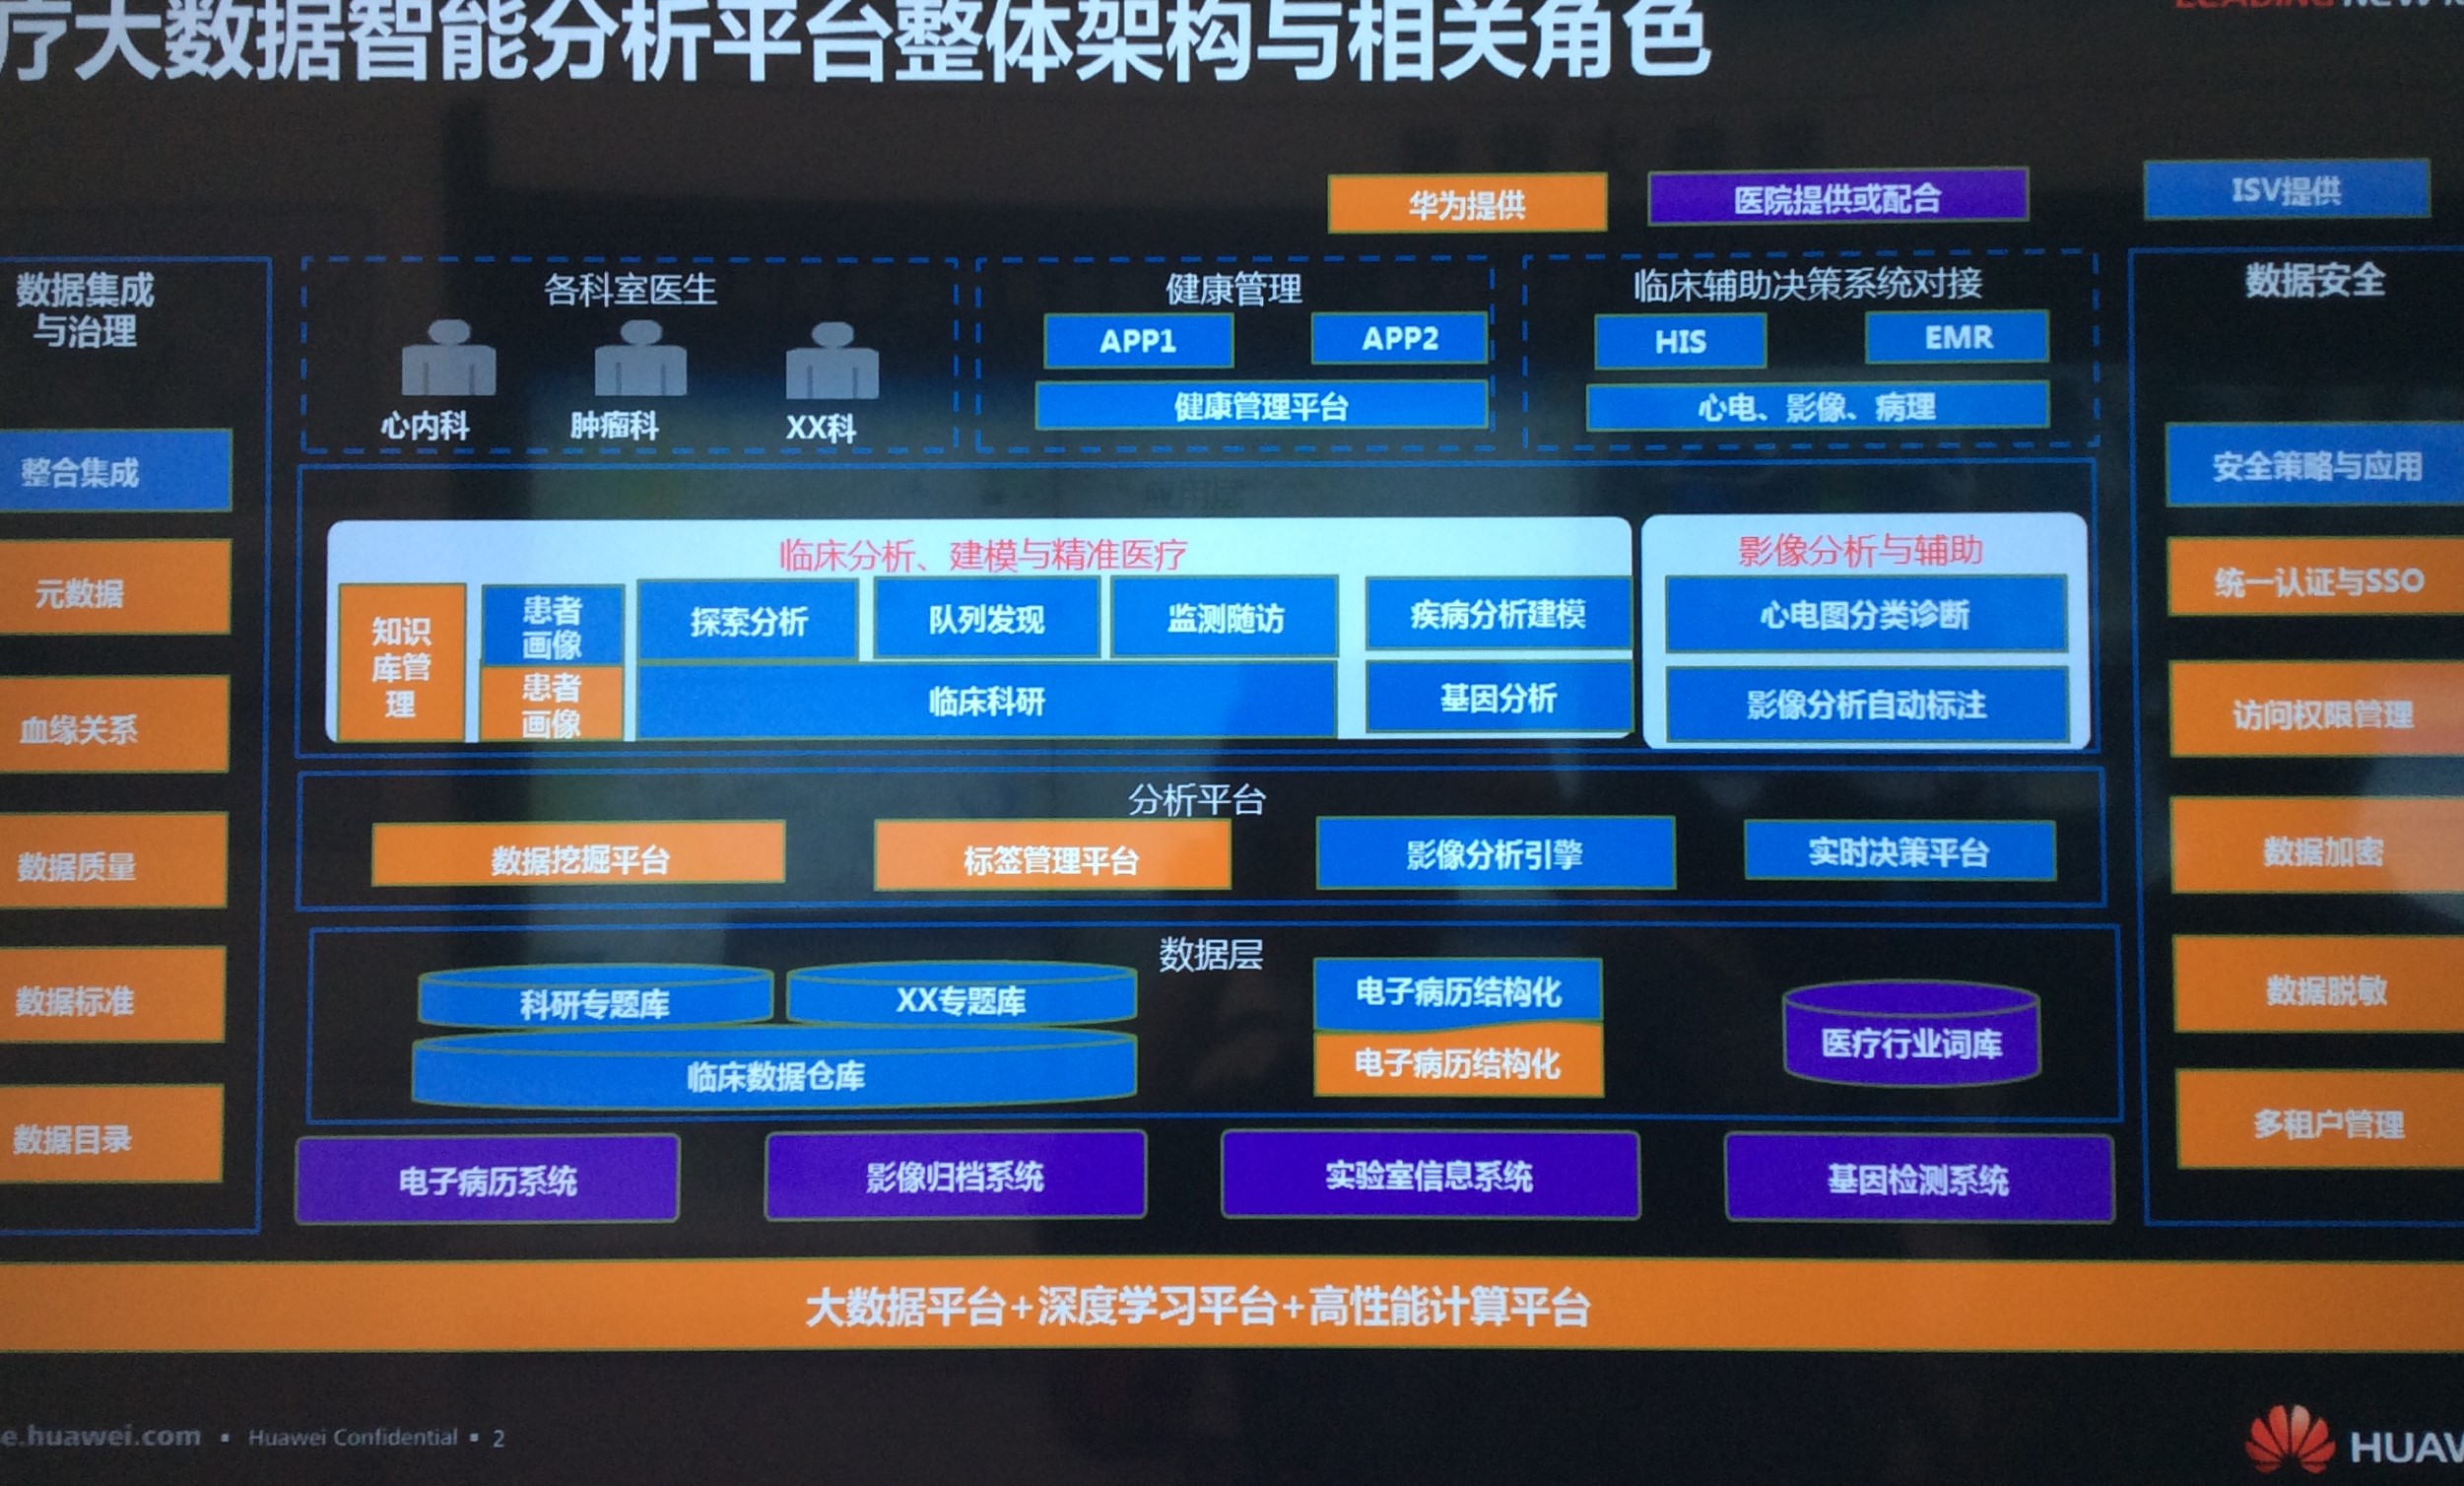 疗大数据智能分析平台整体架构与相关角色
LEADING NEW
华为提供
医院提供或配合
ISV提供
数据集成
与治理
整合集成
元数据
血缘关系
数据质量
数据标准
数据目录
各科室医生
心内科
肿瘤科
XX科
健康管理
APP1
APP2
健康管理平台
临床辅助决策系统对接
HIS
EMR
心电、影像、病理
应用层
临床分析、建模与精准医疗
知识
库管
理
患者
画像
患者
画像
探索分析
队列发现
监测随访
疾病分析建模
临床科研
基因分析
影像分析与辅助
心电图分类诊断
影像分析自动标注
分析平台
数据挖掘平台
标签管理平台
影像分析引擎
实时决策平台
数据层
科研专题库
XX专题库
临床数据仓库
电子病历结构化
电子病历结构化
医疗行业词库
电子病历系统
影像归档系统
实验室信息系统
基因检测系统
数据安全
安全策略与应用
统一认证与SSO
访问权限管理
数据加密
数据脱敏
多租户管理
大数据平台+深度学习平台+高性能计算平台
e.huawei.com ▪ Huawei Confidential ▪ 2
HUAW